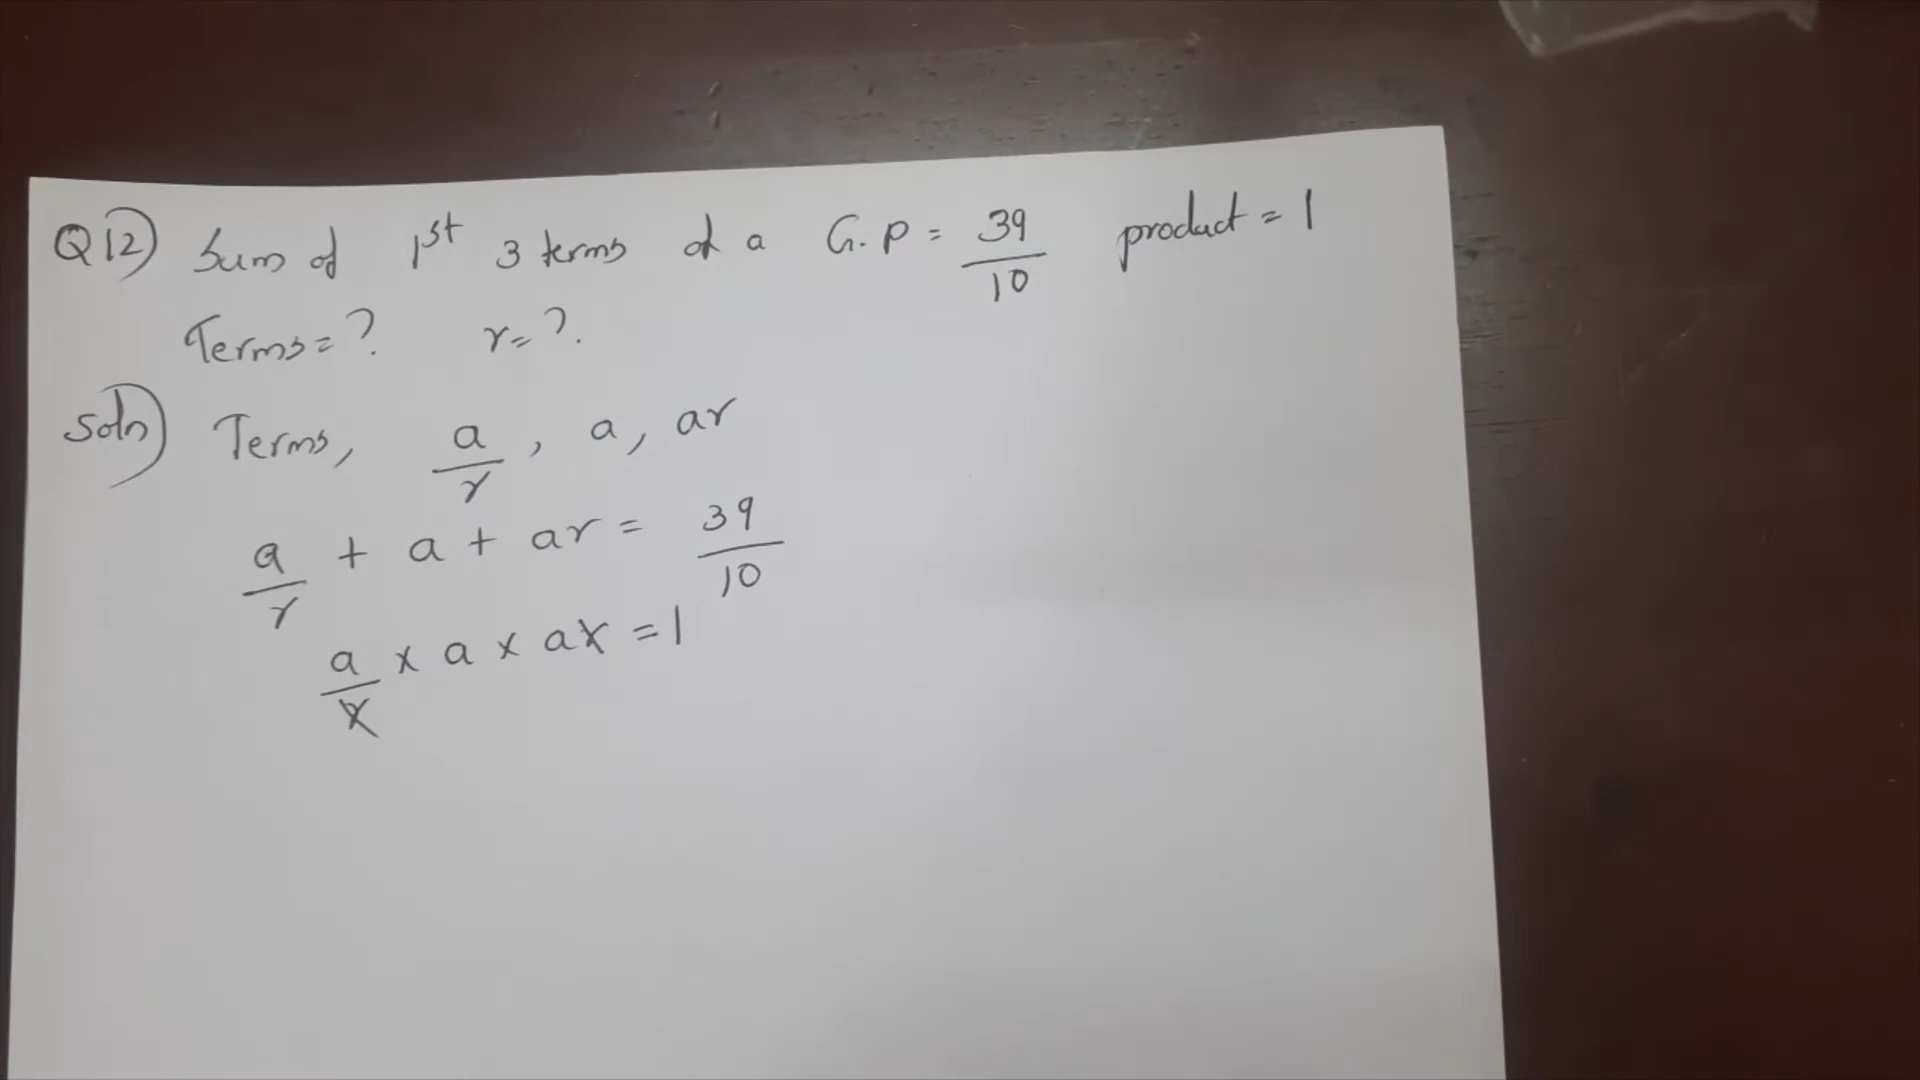 Q12) Sum of 1st 3 terms of a G.P = 39/10 product = 1
Terms = ? r = ?.
Soln) Terms, a/r, a, ar
a/r + a + ar = 39/10
a/r × a × ar = 1